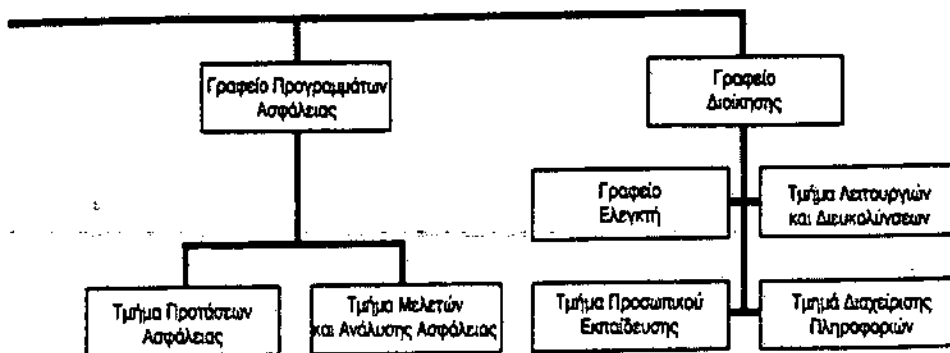 Γραφείο Προγραμμάτων
Ασφάλειας
Γραφείο
Διοίκησης
Γραφείο
Ελεγκτή
Τμήμα Λειτουργιών
και Διευκολύνσεων
Τμήμα Προτάσεων
Ασφάλειας
Τμήμα Μελετών
και Ανάλυσης Ασφάλειας
Τμήμα Προσωπικού
Εκπαίδευσης
Τμημά Διαχείρισης
Πληροφοριών